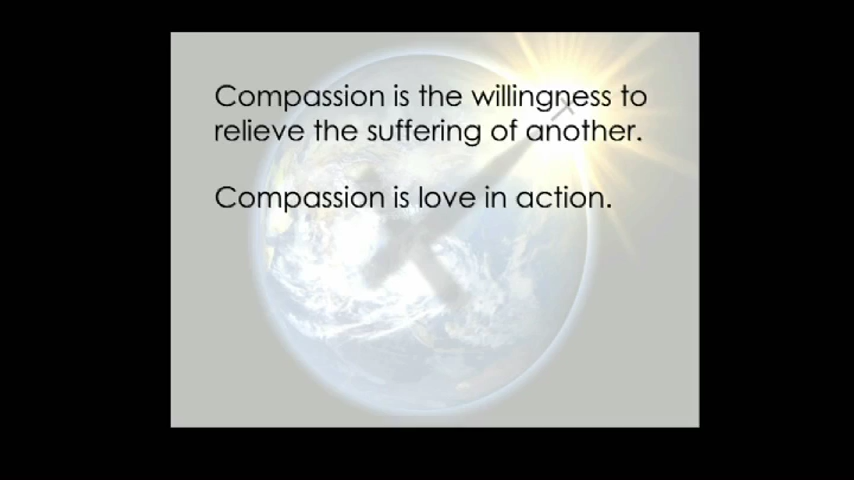 Compassion is the willingness to
relieve the suffering of another.
Compassion is love in action.